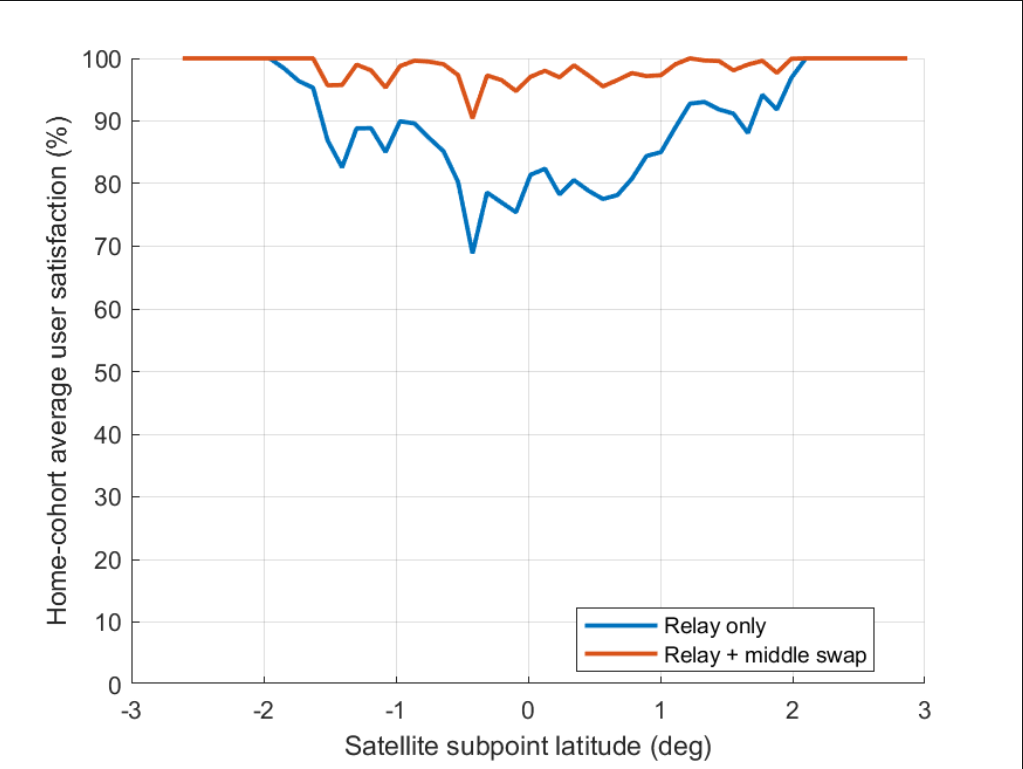 100
90
80
70
60
50
40
30
20
10
0
-3 -2 -1 0 1 2 3
Home-cohort average user satisfaction (%)
Satellite subpoint latitude (deg)
Relay only
Relay + middle swap